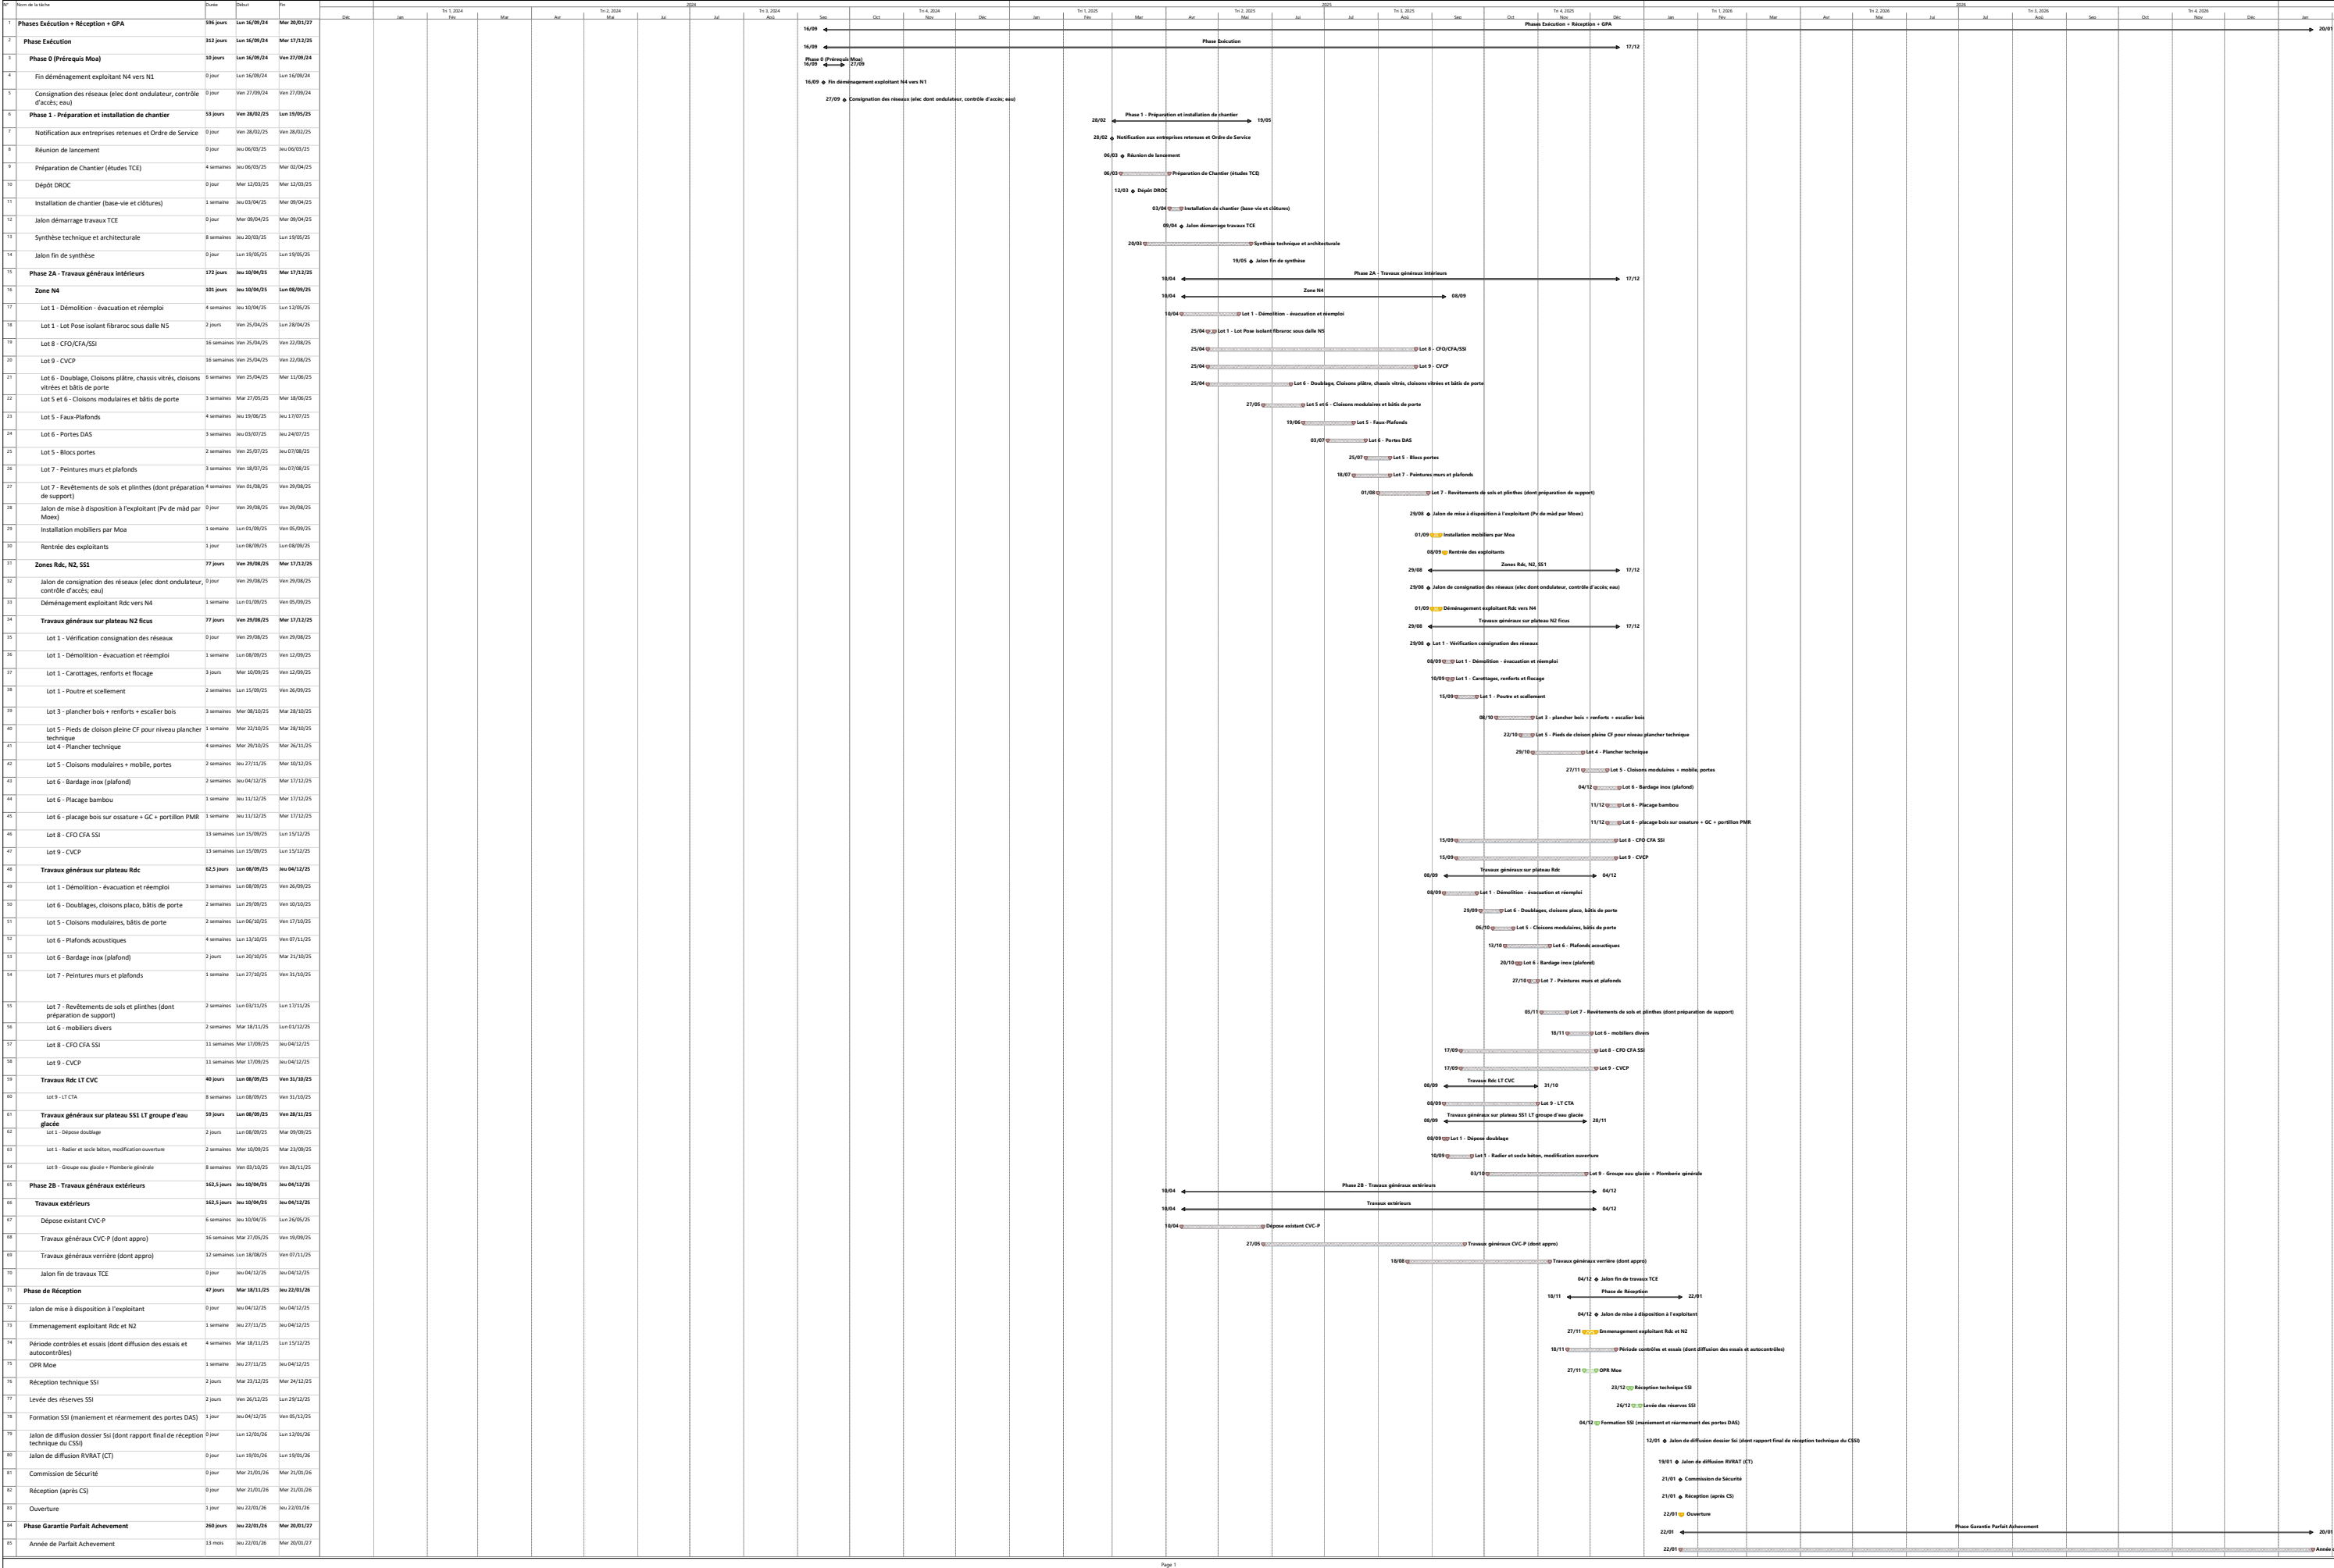 N° Nom de la tâche Durée Début Fin
2024 2025 2026
Tri 1, 2024 Tri 2, 2024 Tri 3, 2024 Tri 4, 2024 Tri 1, 2025 Tri 2, 2025 Tri 3, 2025 Tri 4, 2025 Tri 1, 2026 Tri 2, 2026 Tri 3, 2026 Tri 4, 2026
1 Phases Exécution + Réception + GPA 596 jours Lun 16/09/24 Mer 20/01/27
2 Phase Exécution 312 jours Lun 16/09/24 Mer 17/12/25
3 Phase 0 (Prérequis Moa) 10 jours Lun 16/09/24 Ven 27/09/24
4 Fin déménagement exploitant N4 vers N1 0 jour Lun 16/09/24 Lun 16/09/24
5 Consignation des réseaux (elec dont ondulateur, contrôle 0 jour Ven 27/09/24 Ven 27/09/24
d'accès; eau)
6 Phase 1 - Préparation et installation de chantier 53 jours Ven 28/02/25 Lun 19/05/25
7 Notification aux entreprises retenues et Ordre de Service 0 jour Ven 28/02/25 Ven 28/02/25
8 Réunion de lancement 0 jour Jeu 06/03/25 Jeu 06/03/25
9 Préparation de Chantier (études TCE) 4 semaines Jeu 06/03/25 Mer 02/04/25
10 Dépôt DROC 0 jour Mer 12/03/25 Mer 12/03/25
11 Installation de chantier (base-vie et clôtures) 1 semaine Jeu 03/04/25 Mer 09/04/25
12 Jalon démarrage travaux TCE 0 jour Mer 09/04/25 Mer 09/04/25
13 Synthèse technique et architecturale 8 semaines Jeu 20/03/25 Lun 19/05/25
14 Jalon fin de synthèse 0 jour Lun 19/05/25 Lun 19/05/25
15 Phase 2A - Travaux généraux intérieurs 172 jours Jeu 10/04/25 Mer 17/12/25
16 Zone N4 101 jours Jeu 10/04/25 Lun 08/09/25
17 Lot 1 - Démolition - évacuation et réemploi 4 semaines Jeu 10/04/25 Lun 12/05/25
18 Lot 1 - Lot Pose isolant fibraroc sous dalle N5 2 jours Ven 25/04/25 Lun 28/04/25
19 Lot 8 - CFO/CFA/SSI 16 semaines Ven 25/04/25 Ven 22/08/25
20 Lot 9 - CVCP 16 semaines Ven 25/04/25 Ven 22/08/25
21 Lot 6 - Doublage, Cloisons plâtre, chassis vitrés, cloisons 6 semaines Ven 25/04/25 Mer 11/06/25
vitrées et bâtis de porte
22 Lot 5 et 6 - Cloisons modulaires et bâtis de porte 3 semaines Mar 27/05/25 Mer 18/06/25
23 Lot 5 - Faux-Plafonds 4 semaines Jeu 19/06/25 Jeu 17/07/25
24 Lot 6 - Portes DAS 3 semaines Jeu 03/07/25 Jeu 24/07/25
25 Lot 5 - Blocs portes 2 semaines Ven 25/07/25 Jeu 07/08/25
26 Lot 7 - Peintures murs et plafonds 3 semaines Ven 18/07/25 Jeu 07/08/25
27 Lot 7 - Revêtements de sols et plinthes (dont préparation 4 semaines Ven 01/08/25 Ven 29/08/25
de support)
28 Jalon de mise à disposition à l'exploitant (Pv de màd par 0 jour Ven 29/08/25 Ven 29/08/25
Moex)
29 Installation mobiliers par Moa 1 semaine Lun 01/09/25 Ven 05/09/25
30 Rentrée des exploitants 1 jour Lun 08/09/25 Lun 08/09/25
31 Zones Rdc, N2, SS1 77 jours Ven 29/08/25 Mer 17/12/25
32 Jalon de consignation des réseaux (elec dont ondulateur, 0 jour Ven 29/08/25 Ven 29/08/25
contrôle d'accès; eau)
33 Déménagement exploitant Rdc vers N4 1 semaine Lun 01/09/25 Ven 05/09/25
34 Travaux généraux sur plateau N2 ficus 77 jours Ven 29/08/25 Mer 17/12/25
35 Lot 1 - Vérification consignation des réseaux 0 jour Ven 29/08/25 Ven 29/08/25
36 Lot 1 - Démolition - évacuation et réemploi 1 semaine Lun 08/09/25 Ven 12/09/25
37 Lot 1 - Carottages, renforts et flocage 3 jours Mer 10/09/25 Ven 12/09/25
38 Lot 1 - Poutre et scellement 2 semaines Lun 15/09/25 Ven 26/09/25
39 Lot 3 - plancher bois + renforts + escalier bois 3 semaines Mer 08/10/25 Mar 28/10/25
40 Lot 5 - Pieds de cloison pleine CF pour niveau plancher 1 semaine Mer 22/10/25 Mar 28/10/25
technique
41 Lot 4 - Plancher technique 4 semaines Mer 29/10/25 Mer 26/11/25
42 Lot 5 - Cloisons modulaires + mobile, portes 2 semaines Jeu 27/11/25 Mer 10/12/25
43 Lot 6 - Bardage inox (plafond) 2 semaines Jeu 04/12/25 Mer 17/12/25
44 Lot 6 - Placage bambou 1 semaine Jeu 11/12/25 Mer 17/12/25
45 Lot 6 - placage bois sur ossature + GC + portillon PMR 1 semaine Jeu 11/12/25 Mer 17/12/25
46 Lot 8 - CFO CFA SSI 13 semaines Lun 15/09/25 Lun 15/12/25
47 Lot 9 - CVCP 13 semaines Lun 15/09/25 Lun 15/12/25
48 Travaux généraux sur plateau Rdc 62,5 jours Lun 08/09/25 Jeu 04/12/25
49 Lot 1 - Démolition - évacuation et réemploi 3 semaines Lun 08/09/25 Ven 26/09/25
50 Lot 6 - Doublages, cloisons placo, bâtis de porte 2 semaines Lun 29/09/25 Ven 10/10/25
51 Lot 5 - Cloisons modulaires, bâtis de porte 2 semaines Lun 06/10/25 Ven 17/10/25
52 Lot 6 - Plafonds acoustiques 4 semaines Lun 13/10/25 Ven 07/11/25
53 Lot 6 - Bardage inox (plafond) 2 jours Lun 20/10/25 Mar 21/10/25
54 Lot 7 - Peintures murs et plafonds 1 semaine Lun 27/10/25 Ven 31/10/25
55 Lot 7 - Revêtements de sols et plinthes (dont 2 semaines Lun 03/11/25 Lun 17/11/25
préparation de support)
56 Lot 6 - mobiliers divers 2 semaines Mar 18/11/25 Lun 01/12/25
57 Lot 8 - CFO CFA SSI 11 semaines Mer 17/09/25 Jeu 04/12/25
58 Lot 9 - CVCP 11 semaines Mer 17/09/25 Jeu 04/12/25
59 Travaux Rdc LT CVC 40 jours Lun 08/09/25 Ven 31/10/25
60 Lot 9 - LT CTA 8 semaines Lun 08/09/25 Ven 31/10/25
61 Travaux généraux sur plateau SS1 LT groupe d'eau 59 jours Lun 08/09/25 Ven 28/11/25
glacée
62 Lot 1 - Dépose doublage 2 jours Lun 08/09/25 Mar 09/09/25
63 Lot 1 - Radier et socle béton, modification ouverture 2 semaines Mer 10/09/25 Mar 23/09/25
64 Lot 9 - Groupe eau glacée + Plomberie générale 8 semaines Ven 03/10/25 Ven 28/11/25
65 Phase 2B - Travaux généraux extérieurs 162,5 jours Jeu 10/04/25 Jeu 04/12/25
66 Travaux extérieurs 162,5 jours Jeu 10/04/25 Jeu 04/12/25
67 Dépose existant CVC-P 6 semaines Jeu 10/04/25 Lun 26/05/25
68 Travaux généraux CVC-P (dont appro) 16 semaines Mar 27/05/25 Ven 19/09/25
69 Travaux généraux verrière (dont appro) 12 semaines Lun 18/08/25 Ven 07/11/25
70 Jalon fin de travaux TCE 0 jour Jeu 04/12/25 Jeu 04/12/25
71 Phase de Réception 47 jours Mar 18/11/25 Jeu 22/01/26
72 Jalon de mise à disposition à l'exploitant 0 jour Jeu 04/12/25 Jeu 04/12/25
73 Emmenagement exploitant Rdc et N2 1 semaine Jeu 27/11/25 Jeu 04/12/25
74 Période contrôles et essais (dont diffusion des essais et 4 semaines Mar 18/11/25 Lun 15/12/25
autocontrôles)
75 OPR Moe 1 semaine Jeu 27/11/25 Jeu 04/12/25
76 Réception technique SSI 2 jours Mar 23/12/25 Mer 24/12/25
77 Levée des réserves SSI 2 jours Ven 26/12/25 Lun 29/12/25
78 Formation SSI (maniement et réarmement des portes DAS) 1 jour Jeu 04/12/25 Ven 05/12/25
79 Jalon de diffusion dossier Ssi (dont rapport final de réception 0 jour Lun 12/01/26 Lun 12/01/26
technique du CSSI)
80 Jalon de diffusion RVRAT (CT) 0 jour Lun 19/01/26 Lun 19/01/26
81 Commission de Sécurité 0 jour Mer 21/01/26 Mer 21/01/26
82 Réception (après CS) 0 jour Mer 21/01/26 Mer 21/01/26
83 Ouverture 1 jour Jeu 22/01/26 Jeu 22/01/26
84 Phase Garantie Parfait Achevement 260 jours Jeu 22/01/26 Mer 20/01/27
85 Année de Parfait Achevement 13 mois Jeu 22/01/26 Mer 20/01/27
Page 1